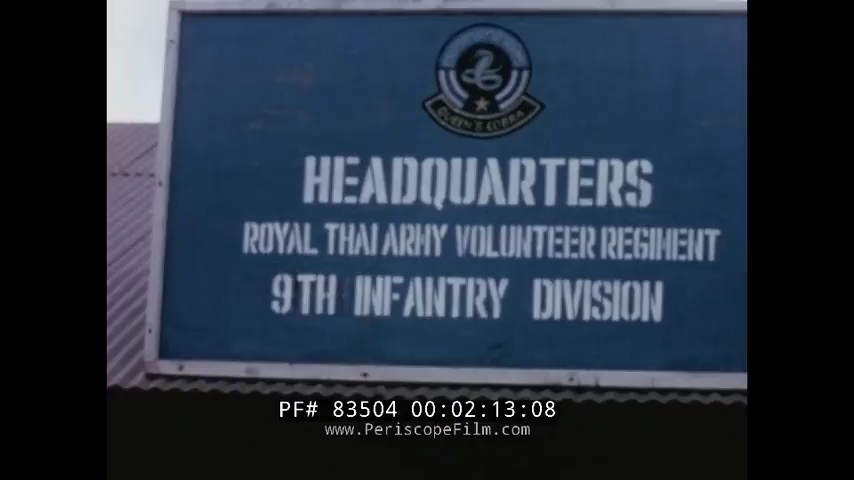 QUEEN'S COBRA
HEADQUARTERS
ROYAL THAI ARMY VOLUNTEER REGIMENT
9TH INFANTRY DIVISION
PF# 83504 00:02:13:08
www.PeriscopeFilm.com